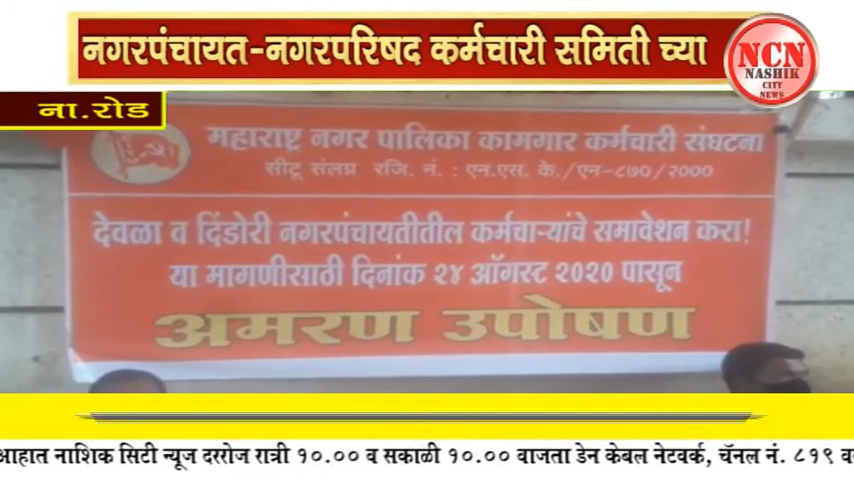 नगरपंचायत-नगरपरिषद कर्मचारी समिती च्या
NCN
NASHIK
CITY
NEWS
ना.रोड
महाराष्ट्र नगर पालिका कामगार कर्मचारी संघटना
सीटू संलग्न रजि. नं. : एन.एस. के./एन-८७०/२०००
देवळा व दिंडोरी नगरपंचायतीतील कर्मचाऱ्यांचे समावेशन करा!
या मागणीसाठी दिनांक २४ ऑगस्ट २०२० पासून
अमरण उपोषण
आहात नाशिक सिटी न्यूज दररोज रात्री १०.०० व सकाळी १०.०० वाजता डेन केबल नेटवर्क, चॅनल नं. ८१९ व